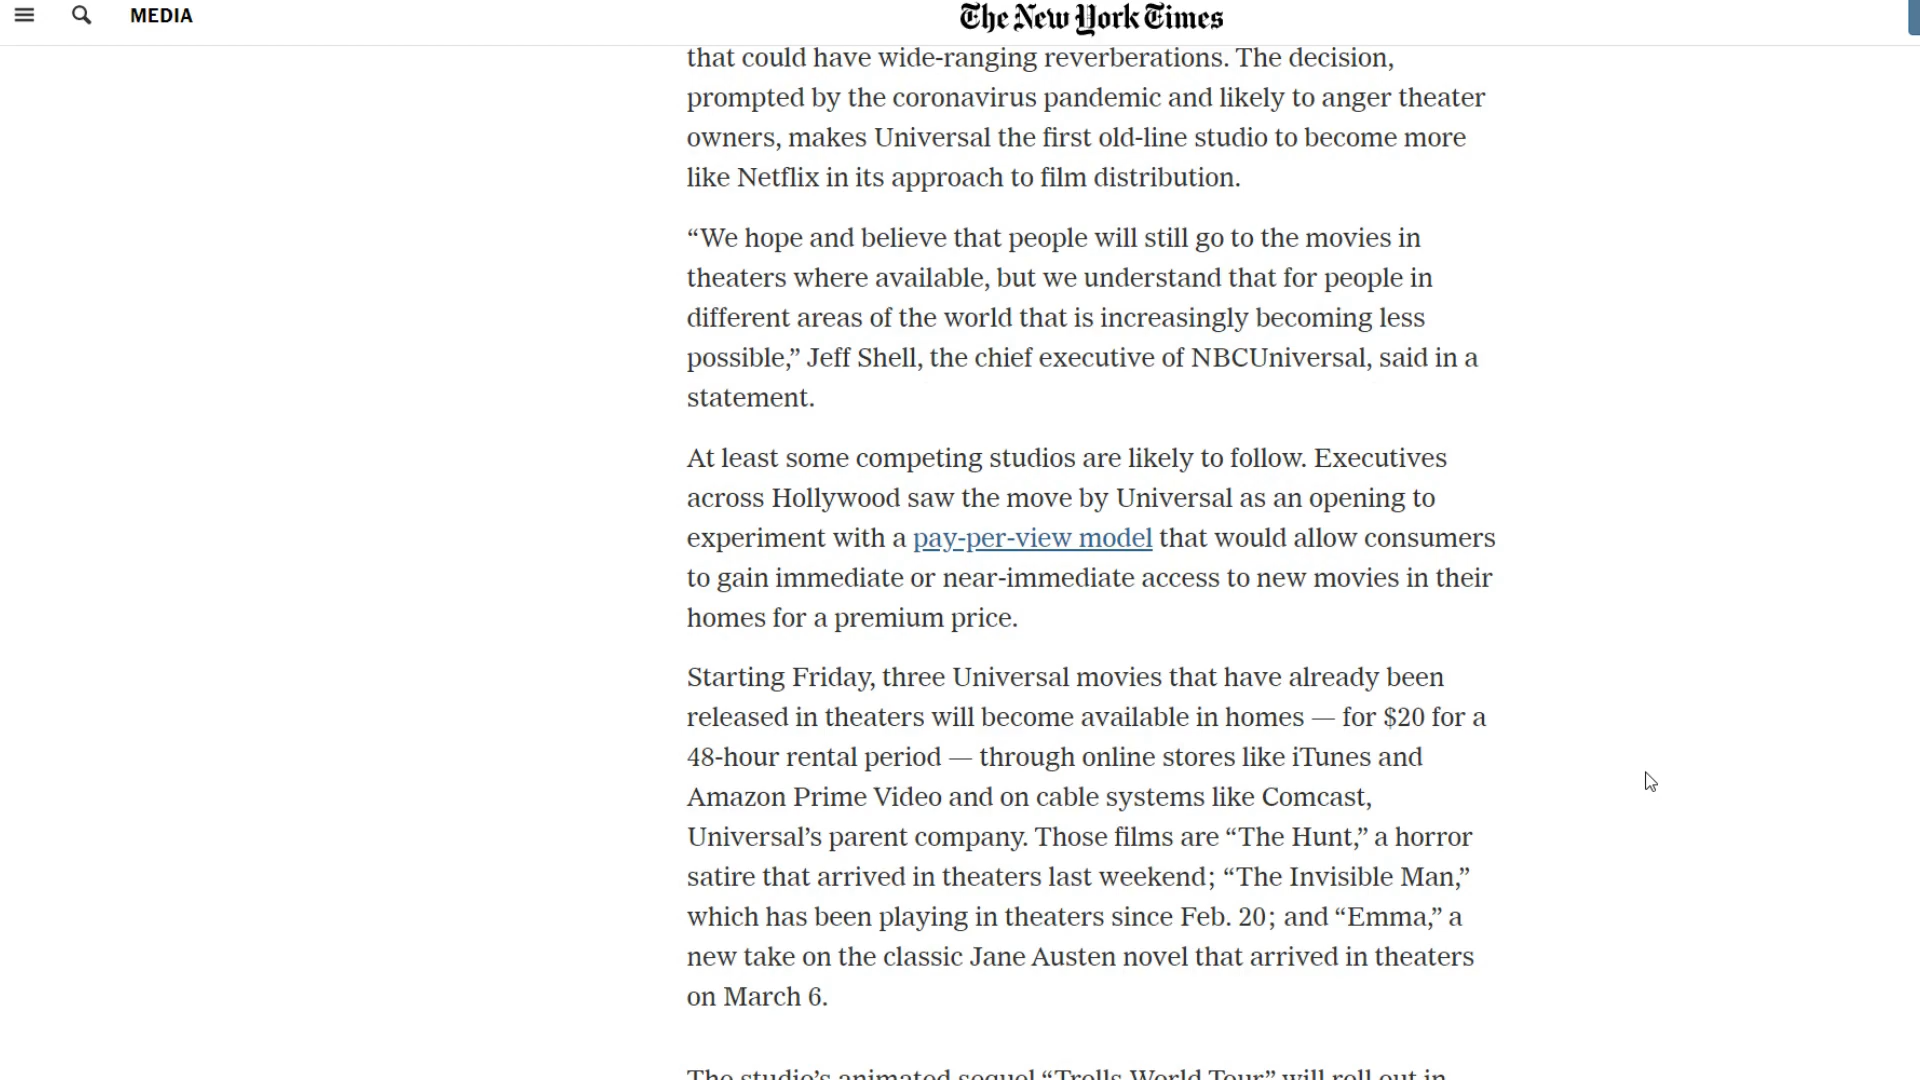 MEDIA
The New York Times
that could have wide-ranging reverberations. The decision,
prompted by the coronavirus pandemic and likely to anger theater
owners, makes Universal the first old-line studio to become more
like Netflix in its approach to film distribution.
“We hope and believe that people will still go to the movies in
theaters where available, but we understand that for people in
different areas of the world that is increasingly becoming less
possible,” Jeff Shell, the chief executive of NBCUniversal, said in a
statement.
At least some competing studios are likely to follow. Executives
across Hollywood saw the move by Universal as an opening to
experiment with a pay-per-view model that would allow consumers
to gain immediate or near-immediate access to new movies in their
homes for a premium price.
Starting Friday, three Universal movies that have already been
released in theaters will become available in homes — for $20 for a
48-hour rental period — through online stores like iTunes and
Amazon Prime Video and on cable systems like Comcast,
Universal’s parent company. Those films are “The Hunt,” a horror
satire that arrived in theaters last weekend; “The Invisible Man,”
which has been playing in theaters since Feb. 20; and “Emma,” a
new take on the classic Jane Austen novel that arrived in theaters
on March 6.
The studio’s animated sequel “Trolls World Tour” will roll out in